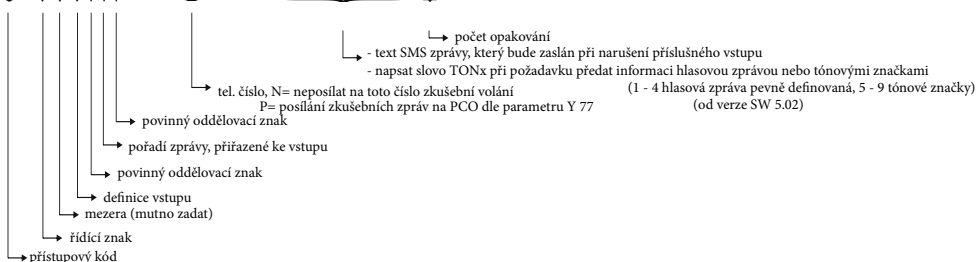 počet opakování
- text SMS zprávy, který bude zaslán při narušení příslušného vstupu
- napsat slovo TONx při požadavku předat informaci hlasovou zprávou nebo tónovými značkami
tel. číslo, N= neposílat na toto číslo zkušební volání (1 - 4 hlasová zpráva pevně definovaná, 5 - 9 tónové značky)
P= posílání zkušebních zpráv na PCO dle parametru Y 77 (od verze SW 5.02)
povinný oddělovací znak
pořadí zprávy, přiřazené ke vstupu
povinný oddělovací znak
definice vstupu
mezera (mutno zadat)
řídící znak
přístupový kód